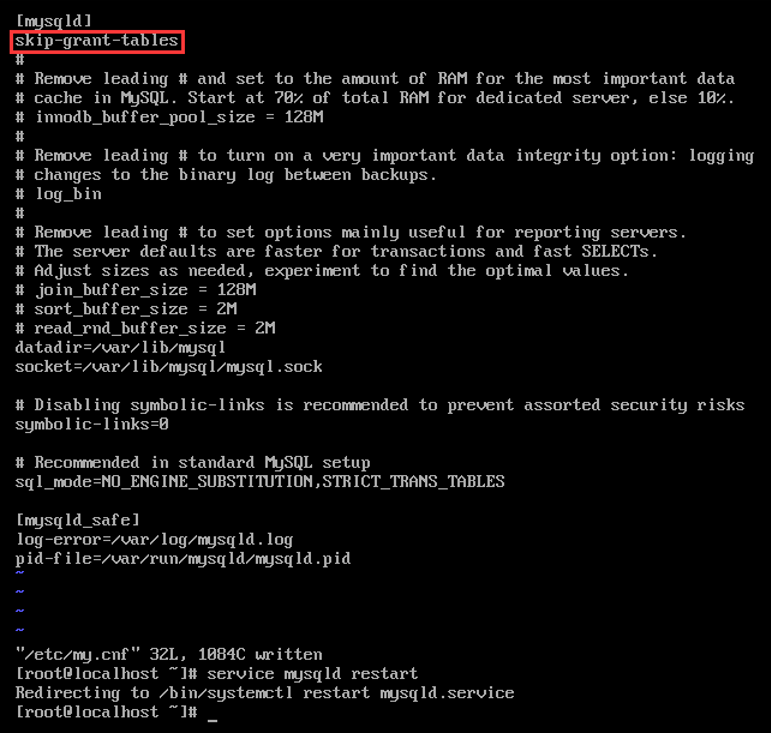 [mysqld]
skip-grant-tables
#
# Remove leading # and set to the amount of RAM for the most important data
# cache in MySQL. Start at 70% of total RAM for dedicated server, else 10%.
# innodb_buffer_pool_size = 128M
#
# Remove leading # to turn on a very important data integrity option: logging
# changes to the binary log between backups.
# log_bin
#
# Remove leading # to set options mainly useful for reporting servers.
# The server defaults are faster for transactions and fast SELECTs.
# Adjust sizes as needed, experiment to find the optimal values.
# join_buffer_size = 128M
# sort_buffer_size = 2M
# read_rnd_buffer_size = 2M
datadir=/var/lib/mysql
socket=/var/lib/mysql/mysql.sock

# Disabling symbolic-links is recommended to prevent assorted security risks
symbolic-links=0

# Recommended in standard MySQL setup
sql_mode=NO_ENGINE_SUBSTITUTION,STRICT_TRANS_TABLES

[mysqld_safe]
log-error=/var/log/mysqld.log
pid-file=/var/run/mysqld/mysqld.pid
~
~
~
~
"/etc/my.cnf" 32L, 1084C written
[root@localhost ~]# service mysqld restart
Redirecting to /bin/systemctl restart mysqld.service
[root@localhost ~]# _